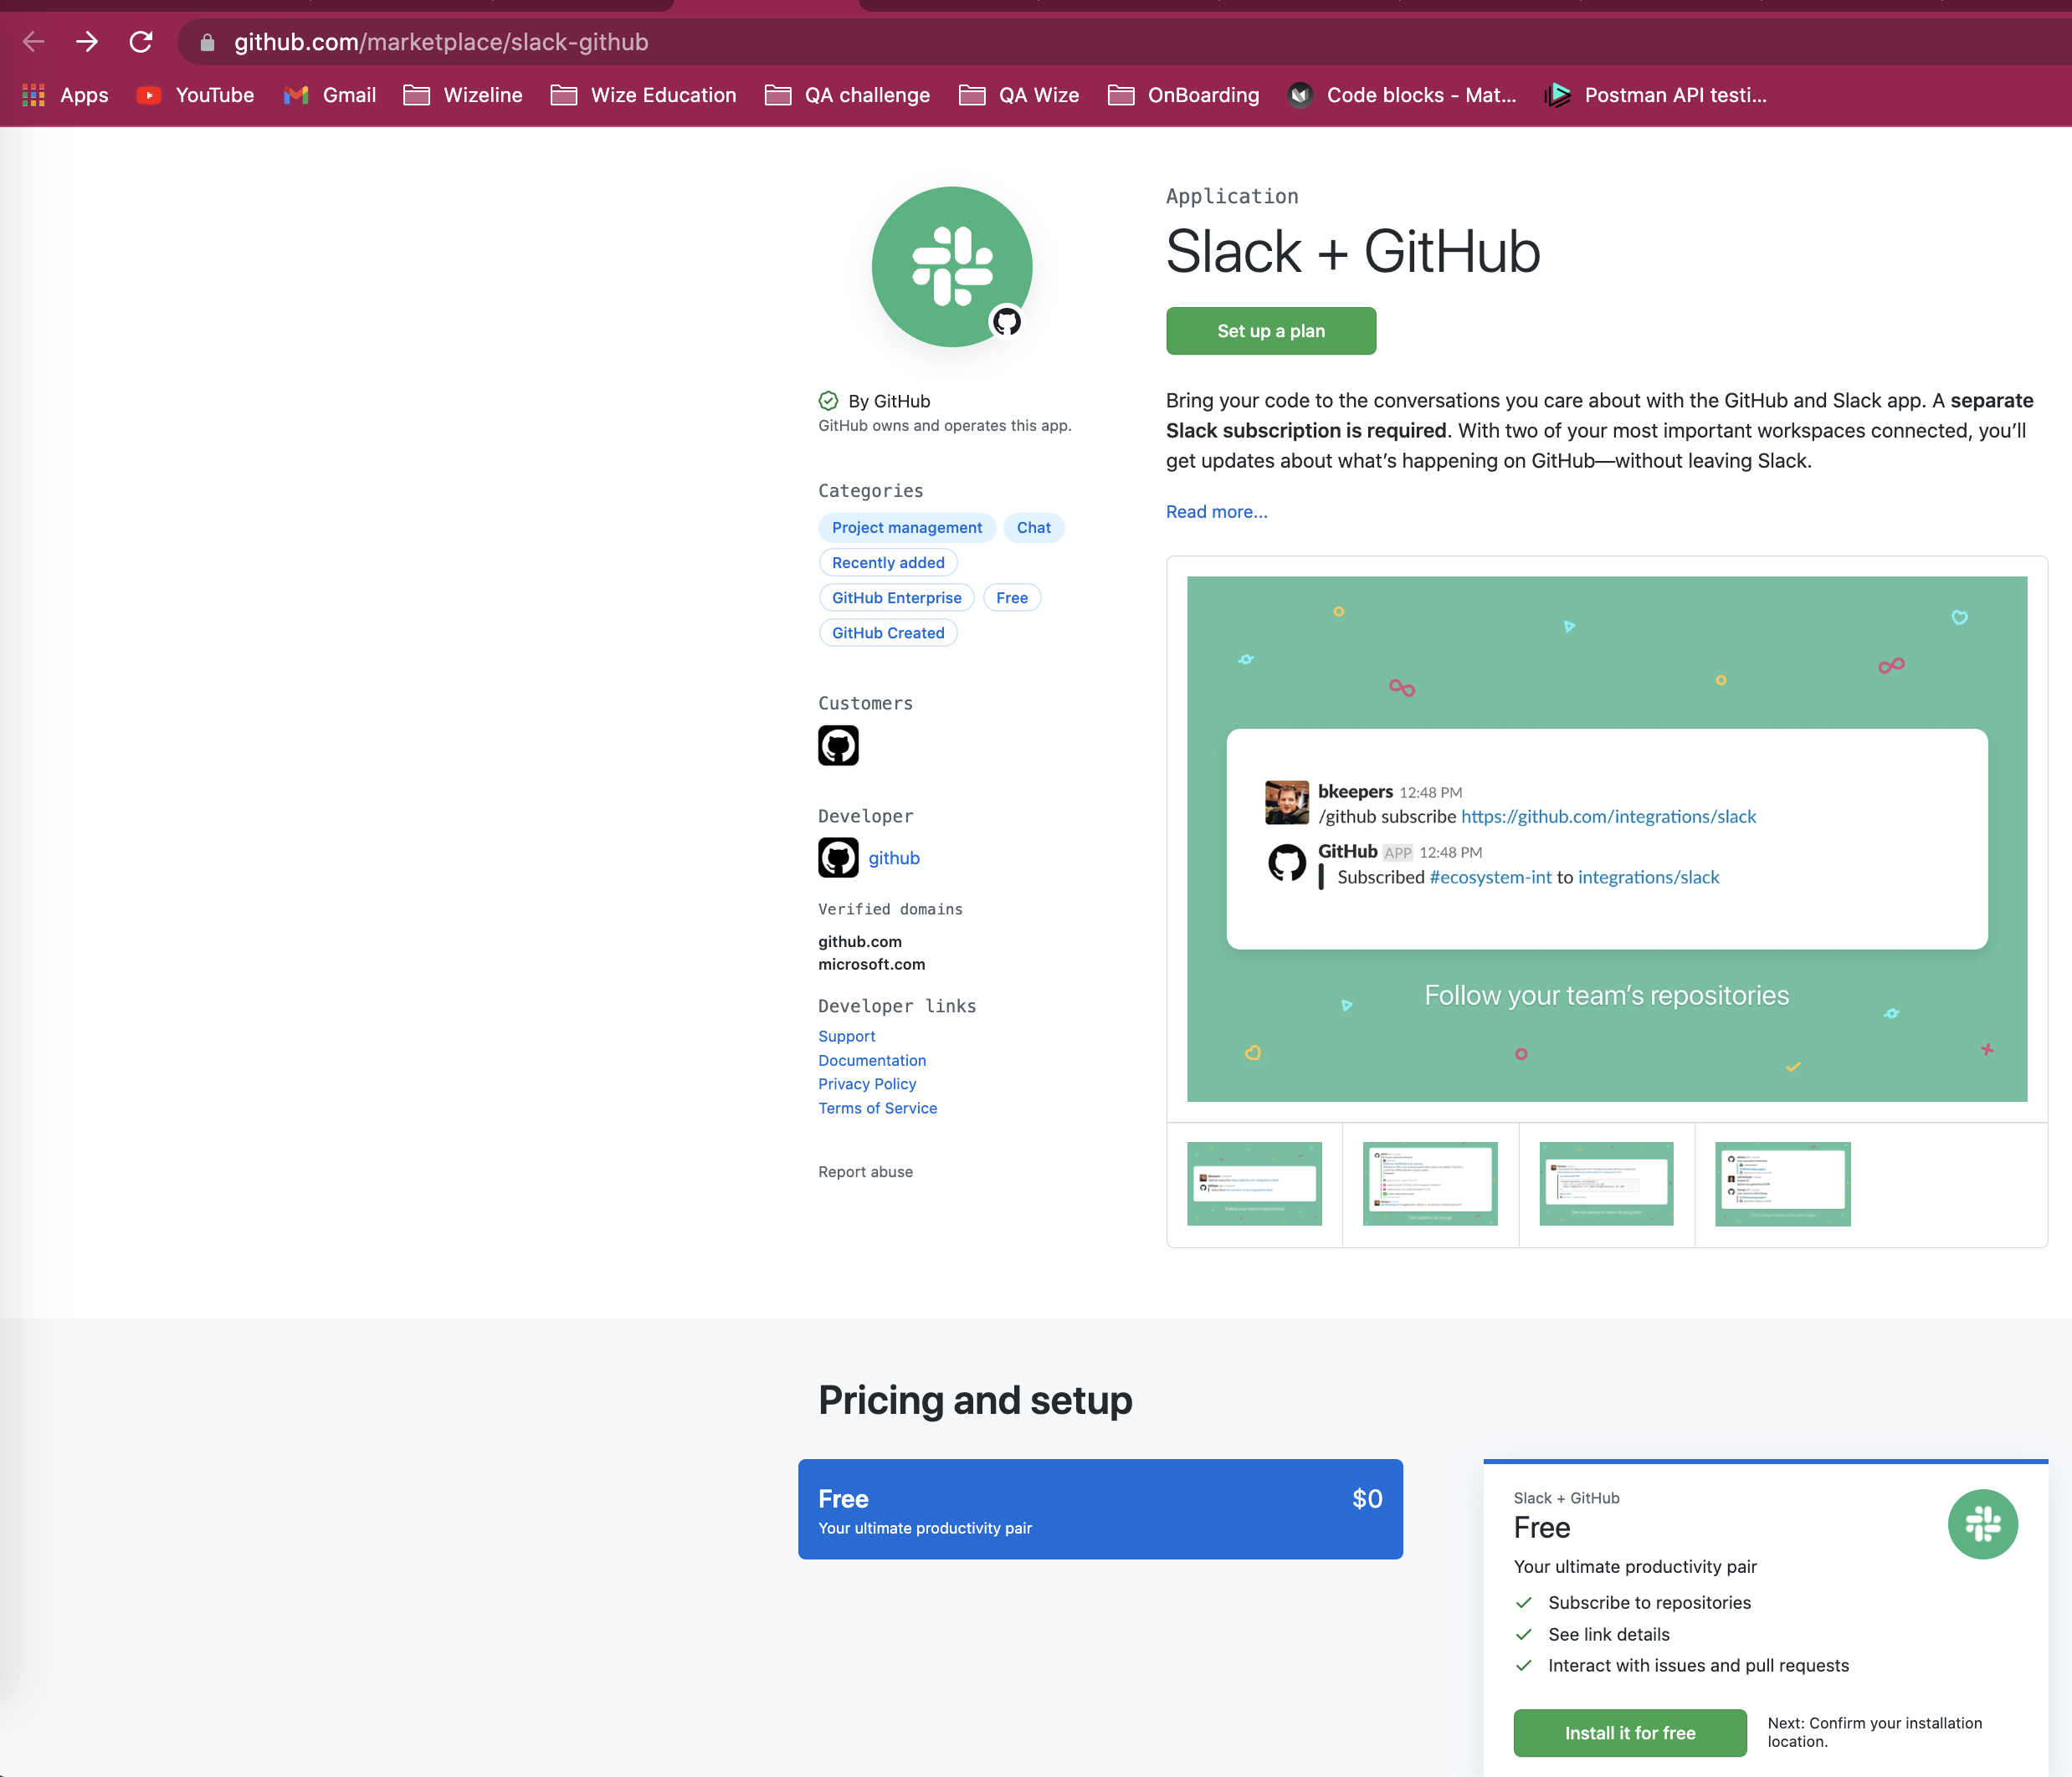 github.com/marketplace/slack-github
Apps YouTube Gmail Wizeline Wize Education QA challenge QA Wize OnBoarding Code blocks - Mat... Postman API testi...
Application
Slack + GitHub
Set up a plan
By GitHub
GitHub owns and operates this app.
Categories
Project management Chat
Recently added
GitHub Enterprise Free
GitHub Created
Customers
Developer
github
Verified domains
github.com
microsoft.com
Developer links
Support
Documentation
Privacy Policy
Terms of Service
Report abuse
Bring your code to the conversations you care about with the GitHub and Slack app. A separate
Slack subscription is required. With two of your most important workspaces connected, you’ll
get updates about what’s happening on GitHub—without leaving Slack.
Read more...
bkeepers 12:48 PM
/github subscribe https://github.com/integrations/slack
GitHub APP 12:48 PM
Subscribed #ecosystem-int to integrations/slack
Follow your team’s repositories
Pricing and setup
Free $0
Your ultimate productivity pair
Slack + GitHub
Free
Your ultimate productivity pair
Subscribe to repositories
See link details
Interact with issues and pull requests
Install it for free
Next: Confirm your installation
location.